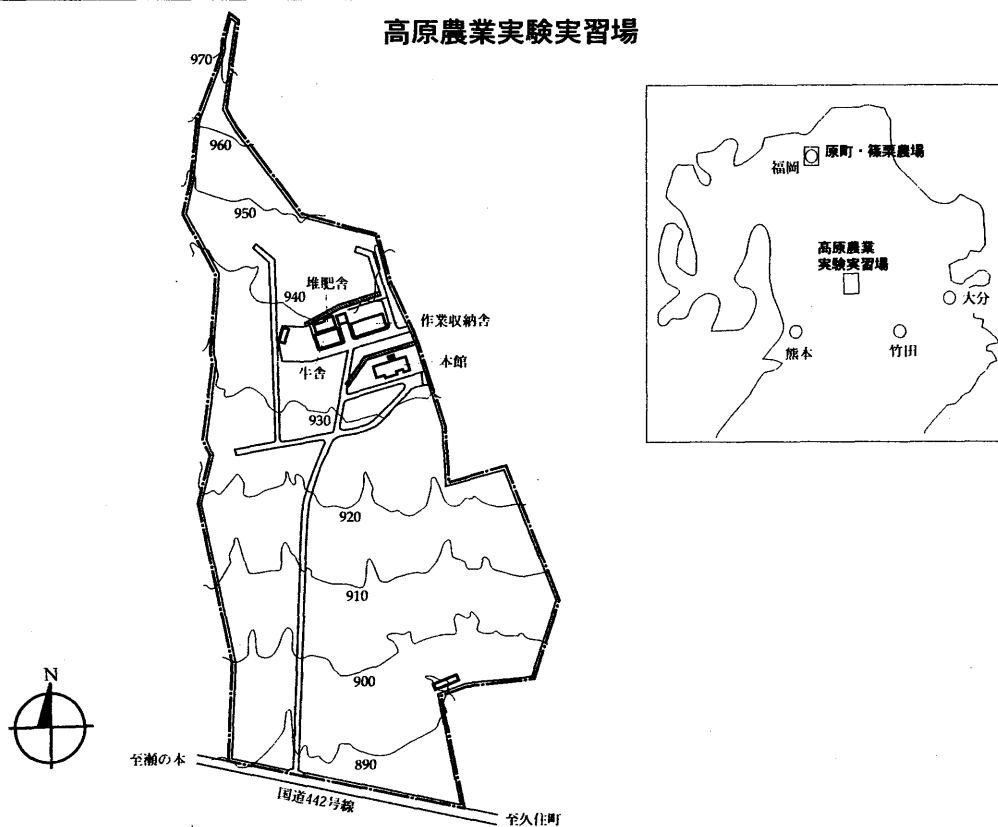 高原農業実験実習場
970
960
950
940
堆肥舎
作業収納舎
牛舎
本館
930
920
910
900
890
N
至瀬の本
国道442号線
至久住町
福岡
原町・篠栗農場
高原農業
実験実習場
大分
熊本
竹田